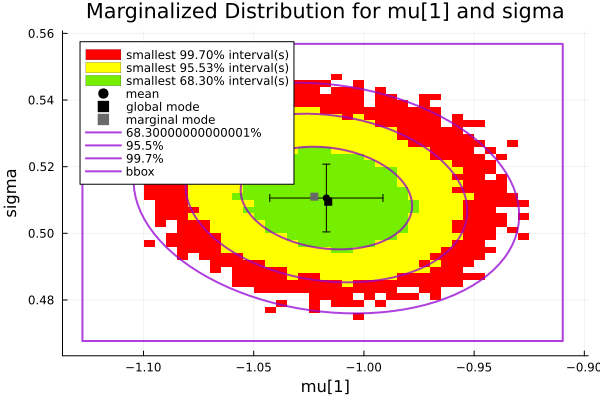 Marginalized Distribution for mu[1] and sigma
0.56
smallest 99.70% interval(s)
smallest 95.53% interval(s)
smallest 68.30% interval(s)
mean
global mode
marginal mode
68.30000000000001%
95.5%
99.7%
bbox
0.54
0.52
0.50
0.48
sigma
−1.10
−1.05
−1.00
−0.95
−0.90
mu[1]